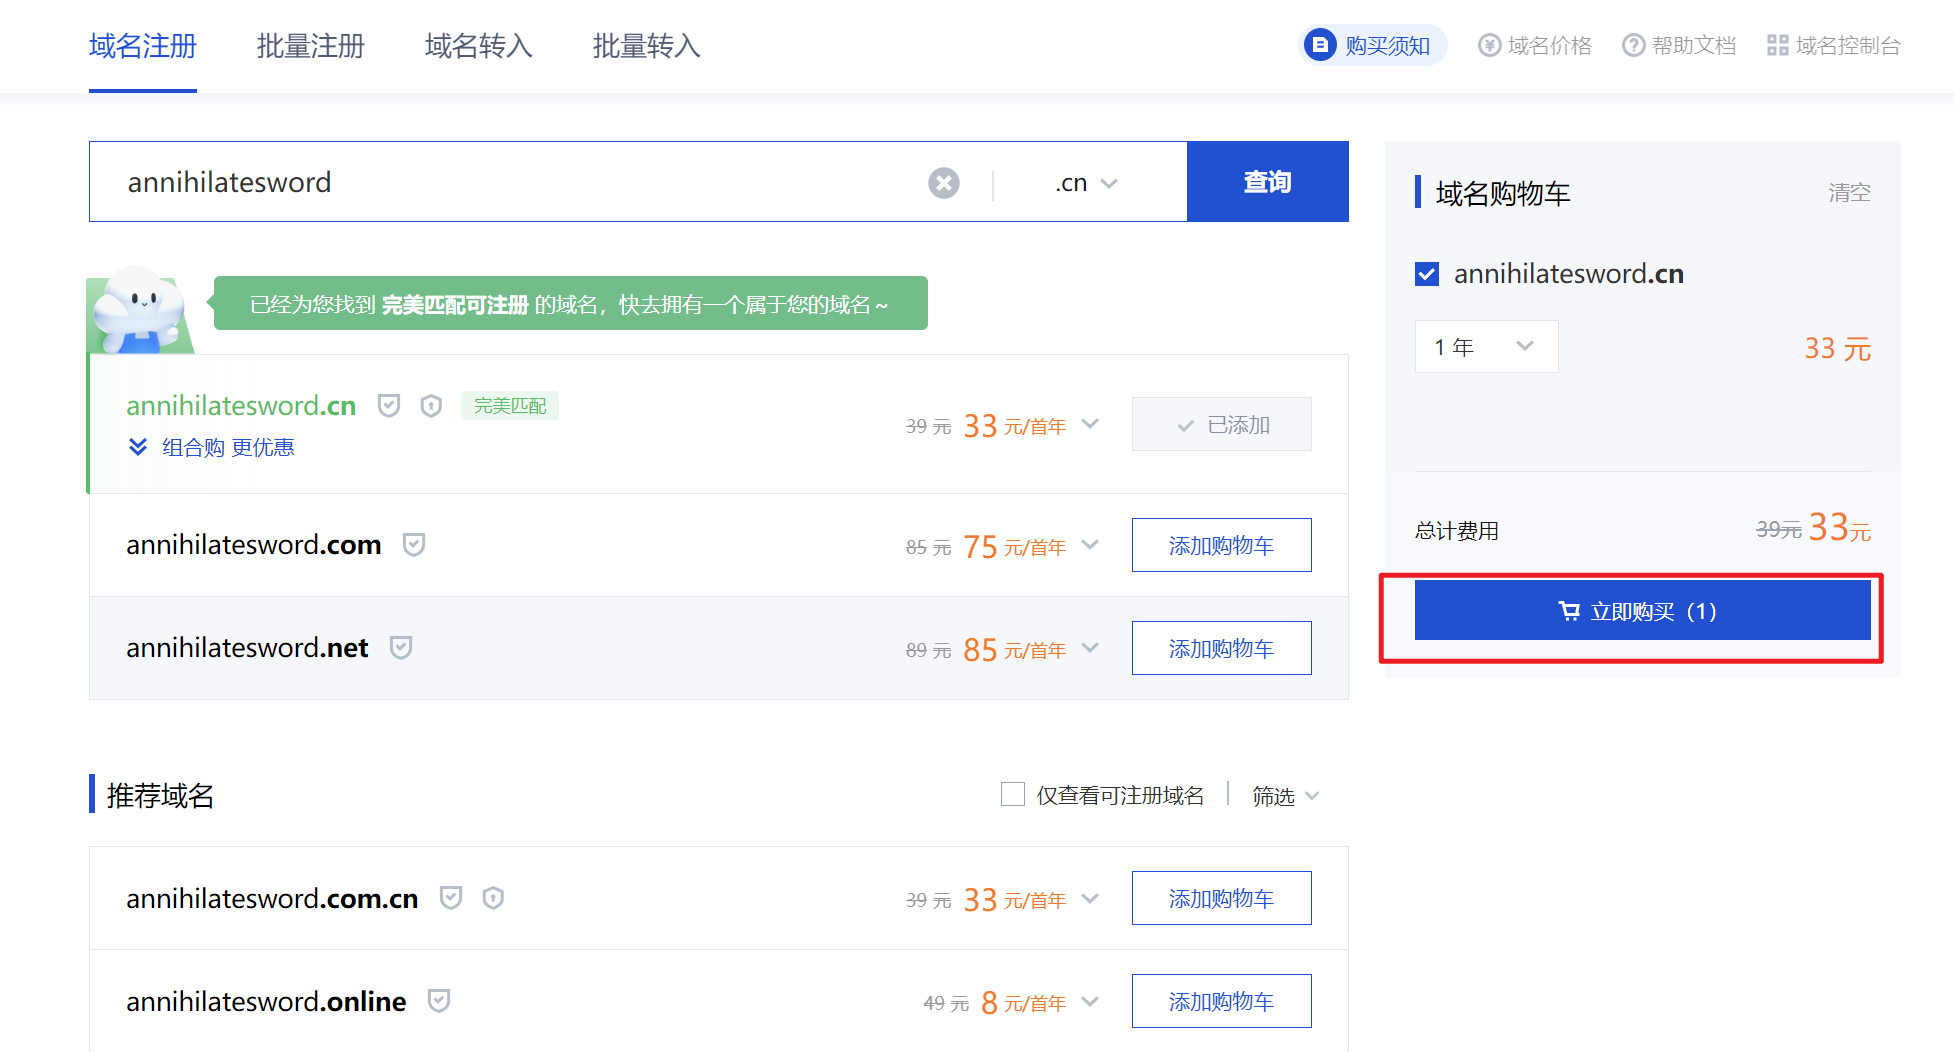 域名注册 批量注册 域名转入 批量转入 购买须知 域名价格 帮助文档 域名控制台
annihilatesword .cn 查询
已经为您找到 完美匹配可注册 的域名，快去拥有一个属于您的域名~
annihilatesword.cn 完美匹配 39 元 33 元/首年 已添加
组合购 更优惠
annihilatesword.com 85 元 75 元/首年 添加购物车
annihilatesword.net 89 元 85 元/首年 添加购物车
推荐域名 仅查看可注册域名 筛选
annihilatesword.com.cn 39 元 33 元/首年 添加购物车
annihilatesword.online 49 元 8 元/首年 添加购物车
域名购物车 清空
annihilatesword.cn
1 年 33 元
总计费用 39元 33元
立即购买（1）